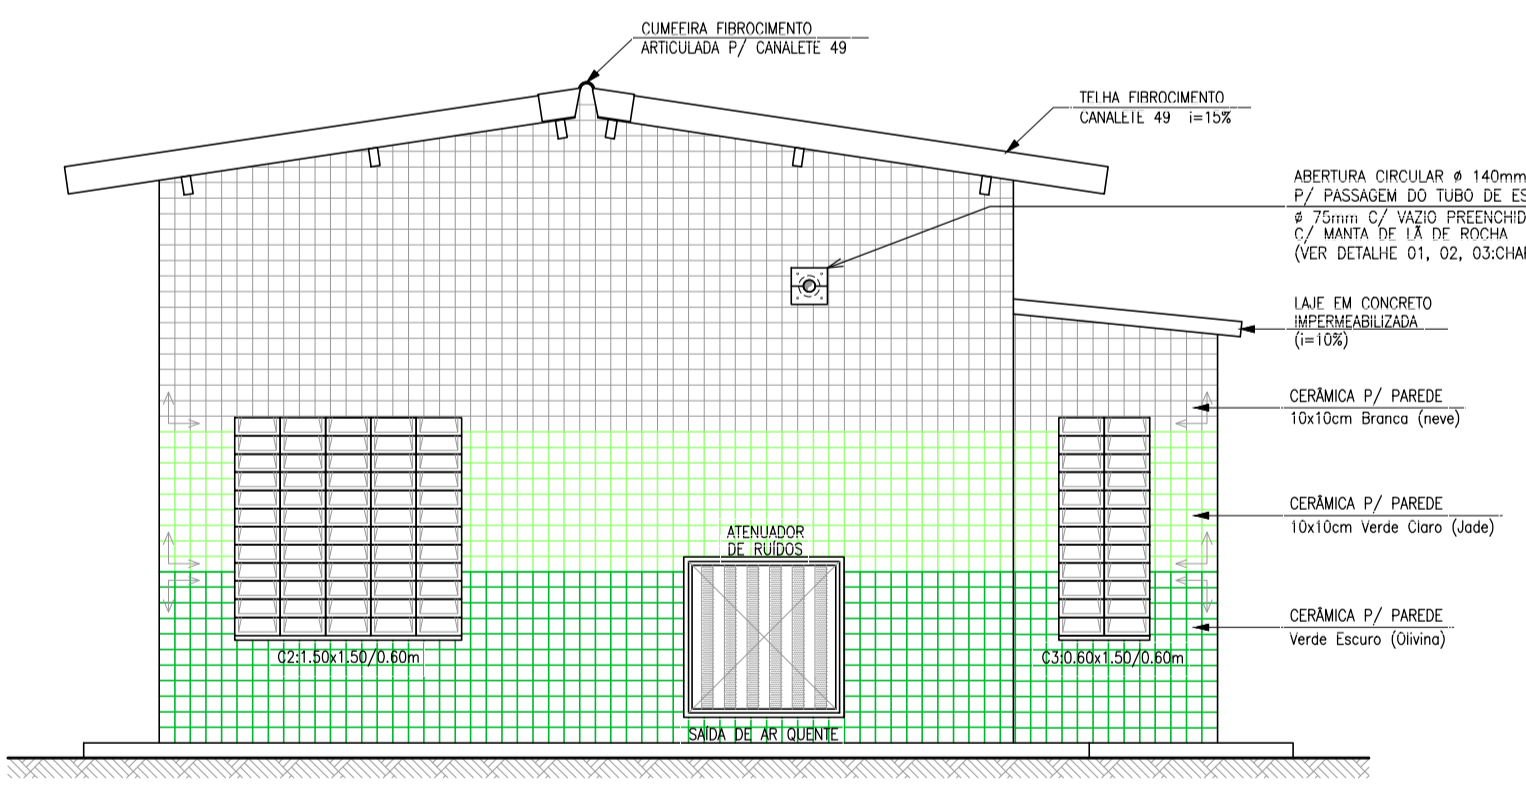 CUMEEIRA FIBROCIMENTO
ARTICULADA P/ CANALETE 49
TELHA FIBROCIMENTO
CANALETE 49 i=15%
ABERTURA CIRCULAR ø 140mm
P/ PASSAGEM DO TUBO DE
ø 75mm C/ VAZIO
C/ MANTA DE LÃ DE ROCHA
(VER DETALHE 01, 02, 03:
LAJE EM CONCRETO
IMPERMEABILIZADA
(i=10%)
CERÂMICA P/ PAREDE
10x10cm Branca (neve)
CERÂMICA P/ PAREDE
10x10cm Verde Claro (Jade)
ATENUADOR
DE RUÍDOS
CERÂMICA P/ PAREDE
Verde Escuro (Olivina)
C2:1.50x1.50/0.60m
C3:0.60x1.50/0.60m
SAÍDA DE AR QUENTE